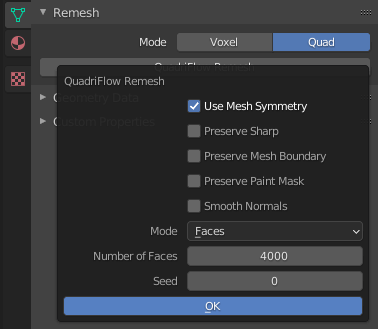 Remesh
Mode Voxel Quad
QuadriFlow Remesh
QuadriFlow Remesh
Geometry Data
Use Mesh Symmetry
Custom Properties
Preserve Sharp
Preserve Mesh Boundary
Preserve Paint Mask
Smooth Normals
Mode Faces
Number of Faces 4000
Seed 0
OK